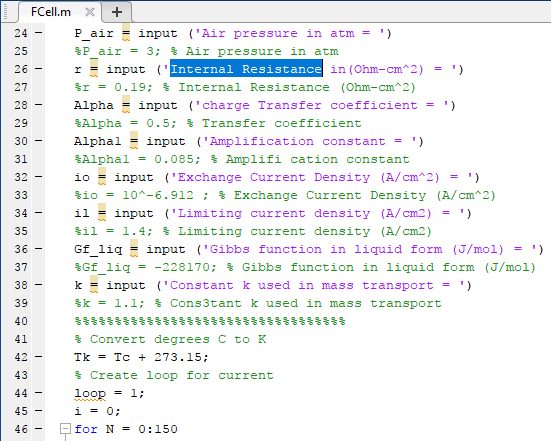 FCell.m × +
24 – P_air = input ('Air pressure in atm = ')
25 %P_air = 3; % Air pressure in atm
26 – r = input ('Internal Resistance in(Ohm-cm^2) = ')
27 %r = 0.19; % Internal Resistance (Ohm-cm^2)
28 – Alpha = input ('charge Transfer coefficient = ')
29 %Alpha = 0.5; % Transfer coefficient
30 – Alpha1 = input ('Amplification constant = ')
31 %Alpha1 = 0.085; % Amplifi cation constant
32 – io = input ('Exchange Current Density (A/cm^2) = ')
33 %io = 10^-6.912 ; % Exchange Current Density (A/cm^2)
34 – il = input ('Limiting current density (A/cm2) = ')
35 %il = 1.4; % Limiting current density (A/cm2)
36 – Gf_liq = input ('Gibbs function in liquid form (J/mol) = ')
37 %Gf_liq = -228170; % Gibbs function in liquid form (J/mol)
38 – k = input ('Constant k used in mass transport = ')
39 %k = 1.1; % Cons3tant k used in mass transport
40 %%%%%%%%%%%%%%%%%%%%%%%%%%%%%%%%%%
41 % Convert degrees C to K
42 – Tk = Tc + 273.15;
43 % Create loop for current
44 – loop = 1;
45 – i = 0;
46 – for N = 0:150